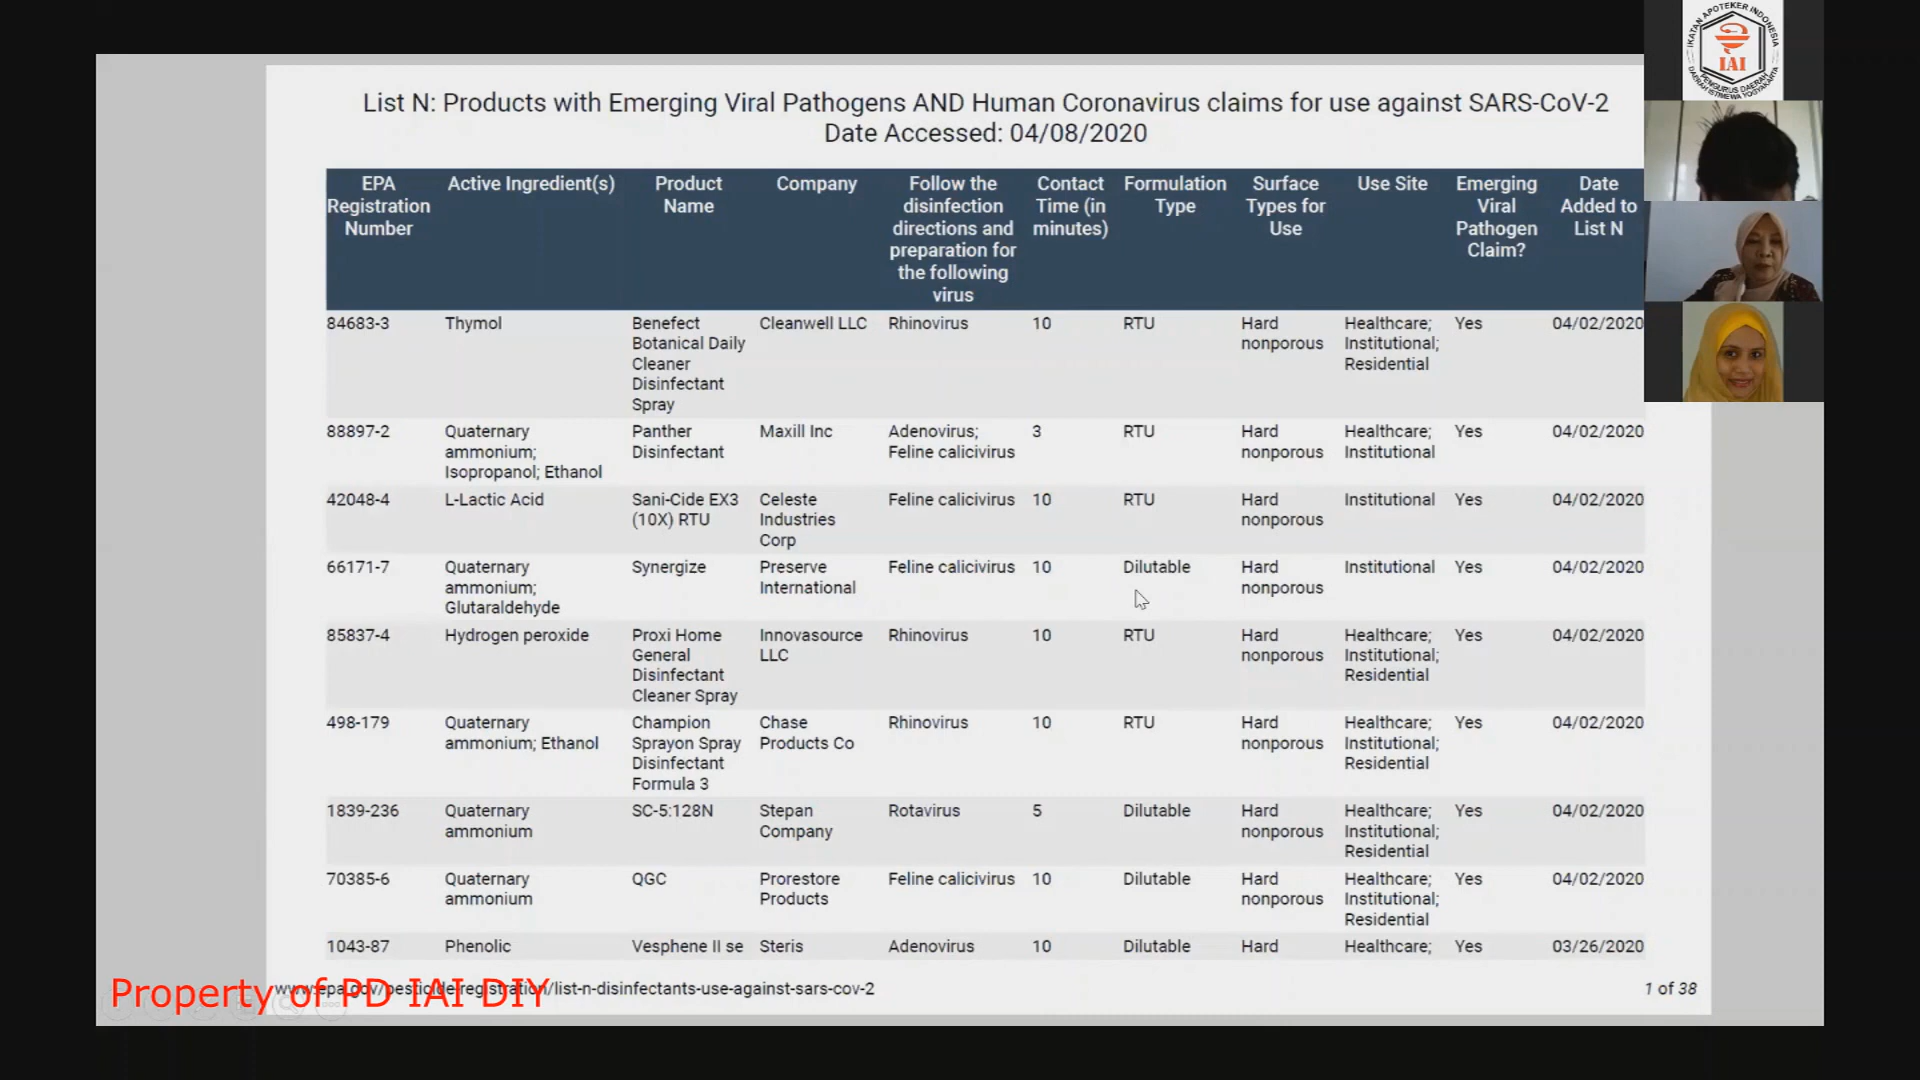 List N: Products with Emerging Viral Pathogens AND Human Coronavirus claims for use against SARS-CoV-2
Date Accessed: 04/08/2020
EPA Registration Number | Active Ingredient(s) | Product Name | Company | Follow the disinfection directions and preparation for the following virus | Contact Time (in minutes) | Formulation Type | Surface Types for Use | Use Site | Emerging Viral Pathogen Claim? | Date Added to List N
84683-3 | Thymol | Benefect Botanical Daily Cleaner Disinfectant Spray | Cleanwell LLC | Rhinovirus | 10 | RTU | Hard nonporous | Healthcare; Institutional; Residential | Yes | 04/02/2020
88897-2 | Quaternary ammonium; Isopropanol; Ethanol | Panther Disinfectant | Maxill Inc | Adenovirus; Feline calicivirus | 3 | RTU | Hard nonporous | Healthcare; Institutional | Yes | 04/02/2020
42048-4 | L-Lactic Acid | Sani-Cide EX3 (10X) RTU | Celeste Industries Corp | Feline calicivirus | 10 | RTU | Hard nonporous | Institutional | Yes | 04/02/2020
66171-7 | Quaternary ammonium; Glutaraldehyde | Synergize | Preserve International | Feline calicivirus | 10 | Dilutable | Hard nonporous | Institutional | Yes | 04/02/2020
85837-4 | Hydrogen peroxide | Proxi Home General Disinfectant Cleaner Spray | Innovasource LLC | Rhinovirus | 10 | RTU | Hard nonporous | Healthcare; Institutional; Residential | Yes | 04/02/2020
498-179 | Quaternary ammonium; Ethanol | Champion Sprayon Spray Disinfectant Formula 3 | Chase Products Co | Rhinovirus | 10 | RTU | Hard nonporous | Healthcare; Institutional; Residential | Yes | 04/02/2020
1839-236 | Quaternary ammonium | SC-5:128N | Stepan Company | Rotavirus | 5 | Dilutable | Hard nonporous | Healthcare; Institutional; Residential | Yes | 04/02/2020
70385-6 | Quaternary ammonium | QGC | Prorestore Products | Feline calicivirus | 10 | Dilutable | Hard nonporous | Healthcare; Institutional; Residential | Yes | 04/02/2020
1043-87 | Phenolic | Vesphene II se | Steris | Adenovirus | 10 | Dilutable | Hard | Healthcare; | Yes | 03/26/2020
www.epa.gov/pesticide-registration/list-n-disinfectants-use-against-sars-cov-2
1 of 38
Property of PD IAI DIY
IKATAN APOTEKER INDONESIA
IAI
PENGURUS DAERAH
DAERAH ISTIMEWA YOGYAKARTA